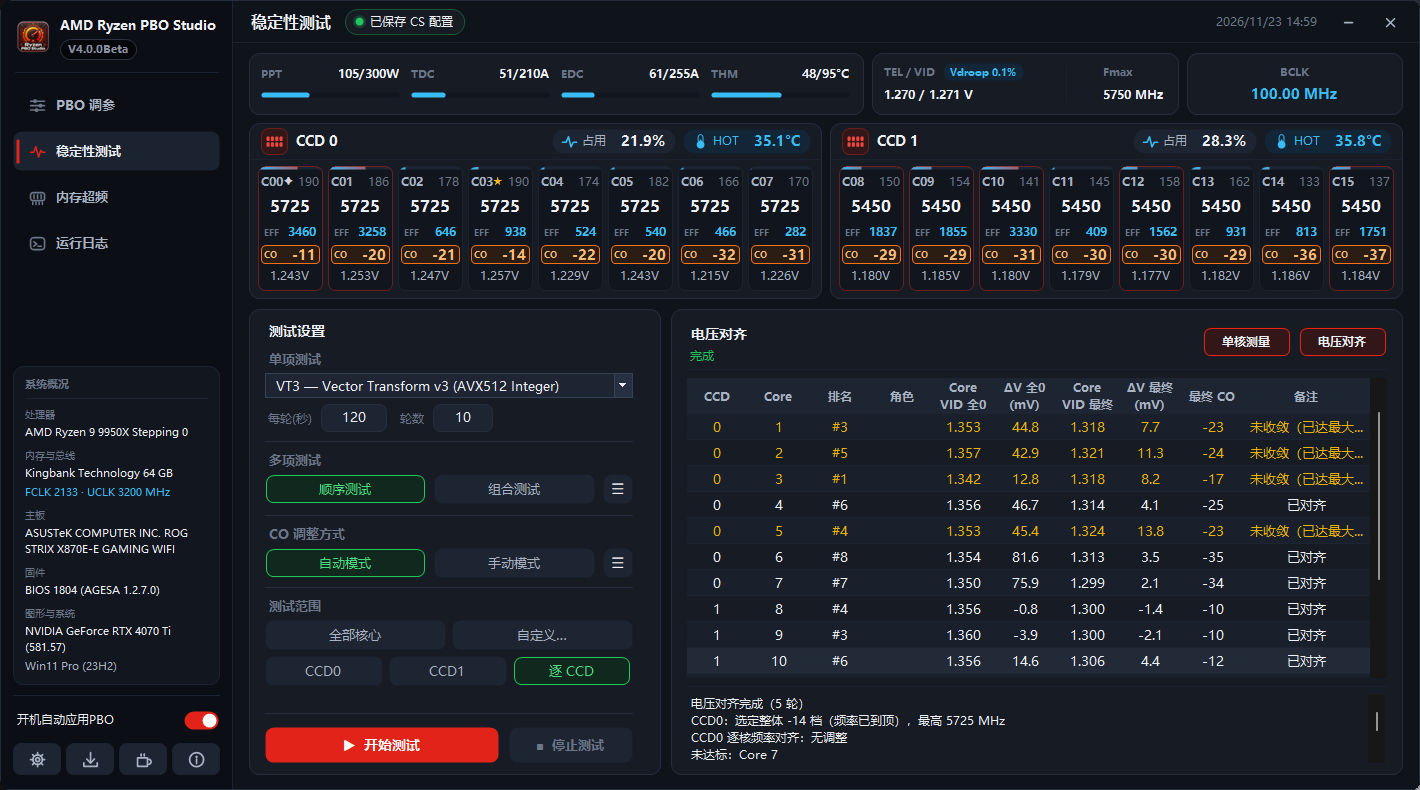 AMD Ryzen PBO Studio
V4.0.0Beta
PBO 调参
稳定性测试
内存超频
运行日志
系统概况
处理器
AMD Ryzen 9 9950X Stepping 0
内存与总线
Kingbank Technology 64 GB
FCLK 2133 · UCLK 3200 MHz
主板
ASUSTeK COMPUTER INC. ROG
STRIX X870E-E GAMING WIFI
固件
BIOS 1804 (AGESA 1.2.7.0)
图形与系统
NVIDIA GeForce RTX 4070 Ti
(581.57)
Win11 Pro (23H2)
开机自动应用PBO
稳定性测试 已保存 CS 配置 2026/11/23 14:59
PPT 105/300W TDC 51/210A EDC 61/255A THM 48/95°C
TEL / VID Vdroop 0.1% Fmax
1.270 / 1.271 V 5750 MHz
BCLK
100.00 MHz
CCD 0 占用 21.9% HOT 35.1°C
C00✦ 190 C01 186 C02 178 C03★ 190 C04 174 C05 182 C06 166 C07 170
5725 5725 5725 5725 5725 5725 5725 5725
EFF 3460 EFF 3258 EFF 646 EFF 938 EFF 524 EFF 540 EFF 466 EFF 282
CO -11 CO -20 CO -21 CO -14 CO -22 CO -20 CO -32 CO -31
1.243V 1.253V 1.247V 1.257V 1.229V 1.243V 1.215V 1.226V
CCD 1 占用 28.3% HOT 35.8°C
C08 150 C09 154 C10 141 C11 145 C12 158 C13 162 C14 133 C15 137
5450 5450 5450 5450 5450 5450 5450 5450
EFF 1837 EFF 1855 EFF 3330 EFF 409 EFF 1562 EFF 931 EFF 813 EFF 1751
CO -29 CO -29 CO -31 CO -30 CO -30 CO -29 CO -36 CO -37
1.180V 1.185V 1.180V 1.179V 1.177V 1.182V 1.186V 1.184V
测试设置
单项测试
VT3 — Vector Transform v3 (AVX512 Integer)
每轮(秒) 120 轮数 10
多项测试
顺序测试 组合测试 ☰
CO 调整方式
自动模式 手动模式 ☰
测试范围
全部核心 自定义...
CCD0 CCD1 逐 CCD
▶ 开始测试 ■ 停止测试
电压对齐
完成
单核测量 电压对齐
CCD Core 排名 角色 Core VID 全0 ΔV 全0 (mV) Core VID 最终 ΔV 最终 (mV) 最终 CO 备注
0 1 #3 1.353 44.8 1.318 7.7 -23 未收敛（已达最大...
0 2 #5 1.357 42.9 1.321 11.3 -24 未收敛（已达最大...
0 3 #1 1.342 12.8 1.318 8.2 -17 未收敛（已达最大...
0 4 #6 1.356 46.7 1.314 4.1 -25 已对齐
0 5 #4 1.353 45.4 1.324 13.8 -23 未收敛（已达最大...
0 6 #8 1.354 81.6 1.313 3.5 -35 已对齐
0 7 #7 1.350 75.9 1.299 2.1 -34 已对齐
1 8 #4 1.356 -0.8 1.300 -1.4 -10 已对齐
1 9 #3 1.360 -3.9 1.300 -2.1 -10 已对齐
1 10 #6 1.356 14.6 1.306 4.4 -12 已对齐
电压对齐完成（5 轮）
CCD0：选定整体 -14 档（频率已到顶），最高 5725 MHz
CCD0 逐核频率对齐：无调整
未达标：Core 7